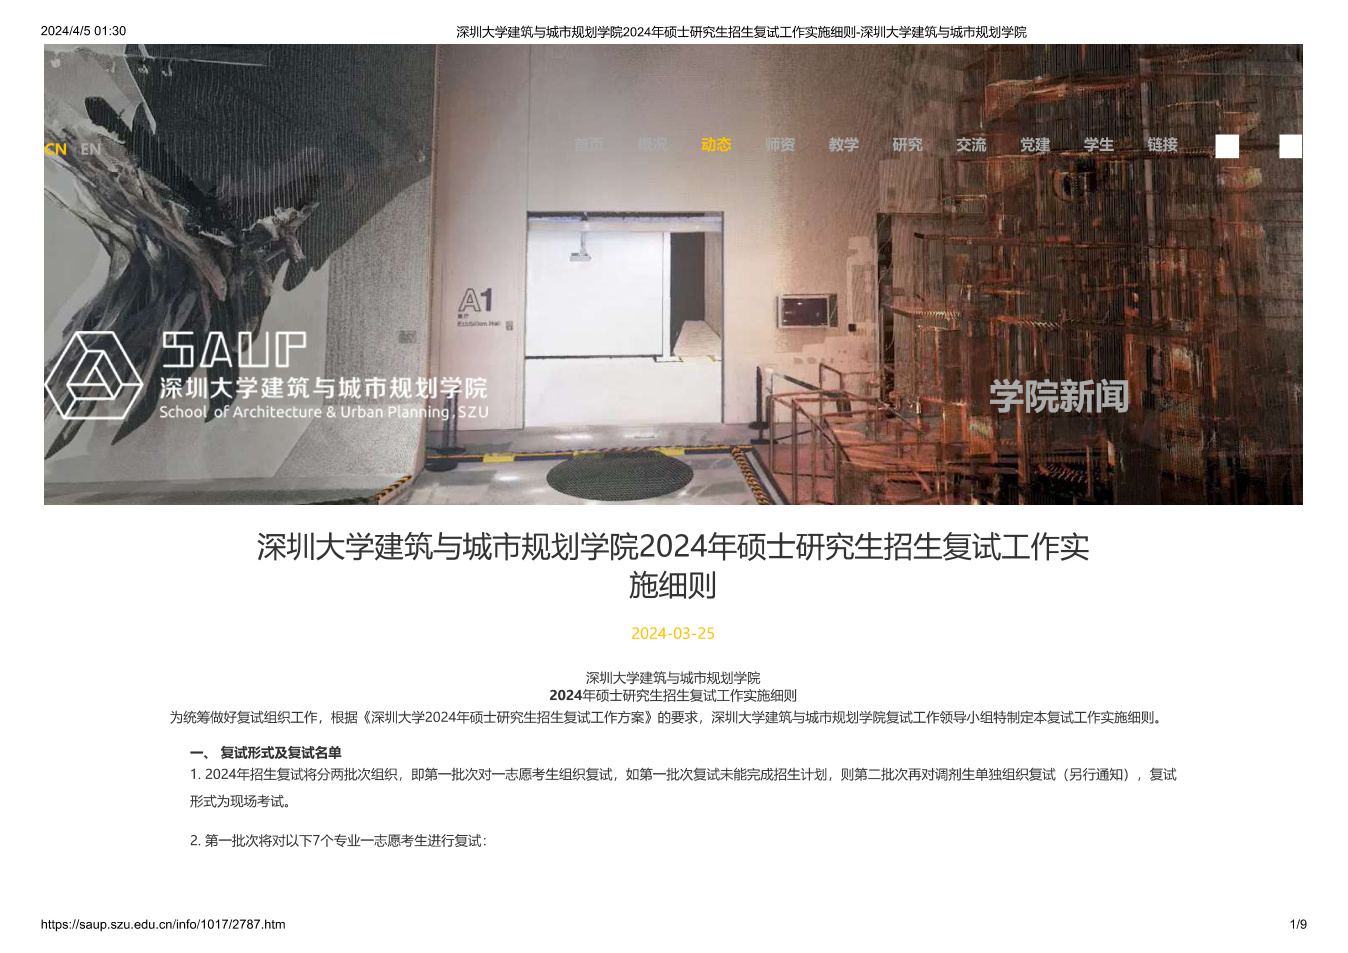 2024/4/5 01:30
深圳大学建筑与城市规划学院2024年硕士研究生招生复试工作实施细则-深圳大学建筑与城市规划学院
CN EN
首页 概况 动态 师资 教学 研究 交流 党建 学生 链接
A1
展厅
Exhibition Hall
SAUP
深圳大学建筑与城市规划学院
School of Architecture & Urban Planning,SZU
学院新闻
深圳大学建筑与城市规划学院2024年硕士研究生招生复试工作实
施细则
2024-03-25
深圳大学建筑与城市规划学院
2024年硕士研究生招生复试工作实施细则
为统筹做好复试组织工作，根据《深圳大学2024年硕士研究生招生复试工作方案》的要求，深圳大学建筑与城市规划学院复试工作领导小组特制定本复试工作实施细则。
一、 复试形式及复试名单
1. 2024年招生复试将分两批次组织，即第一批次对一志愿考生组织复试，如第一批次复试未能完成招生计划，则第二批次再对调剂生单独组织复试（另行通知），复试
形式为现场考试。
2. 第一批次将对以下7个专业一志愿考生进行复试：
https://saup.szu.edu.cn/info/1017/2787.htm
1/9